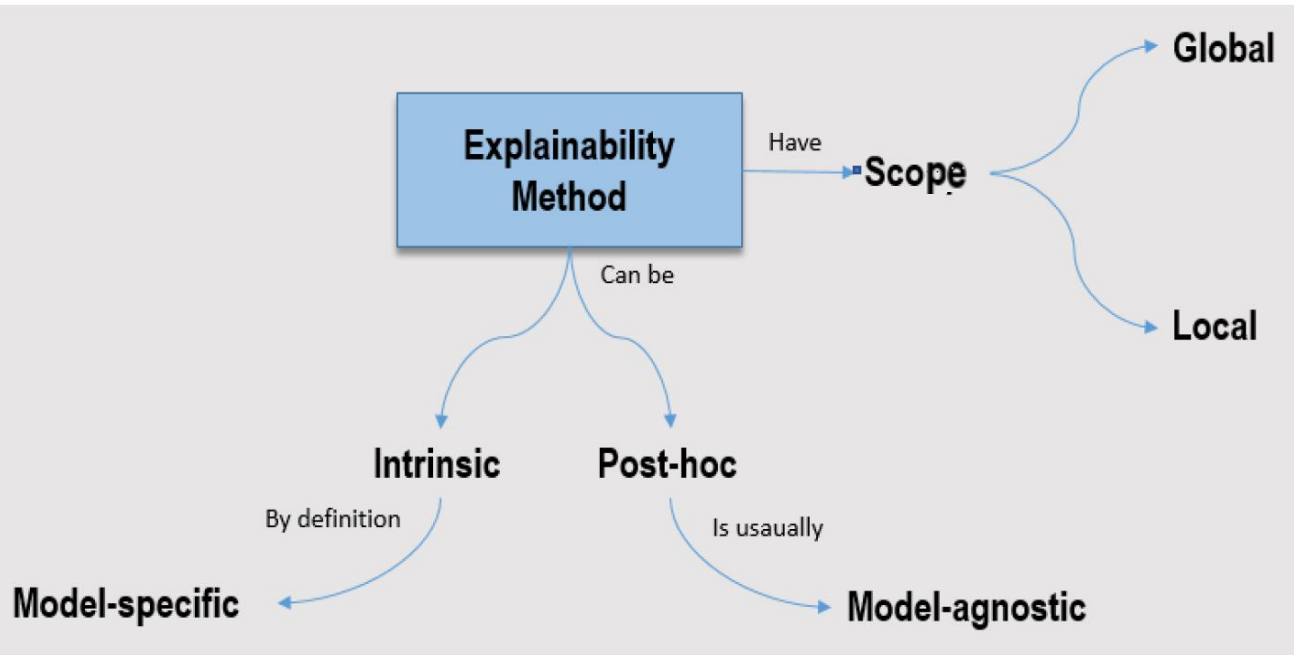 Global
Explainability
Method
Have
Scope
Can be
Local
Intrinsic
Post-hoc
By definition
Is usaually
Model-specific
Model-agnostic